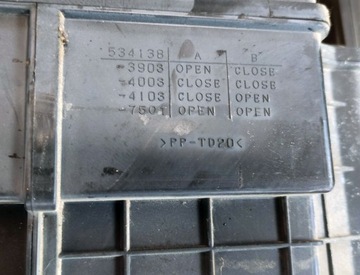 534138 A B
-3903 OPEN CLOSE
-4003 CLOSE CLOSE
-4103 CLOSE OPEN
-7501 OPEN OPEN
>PP-TD20<